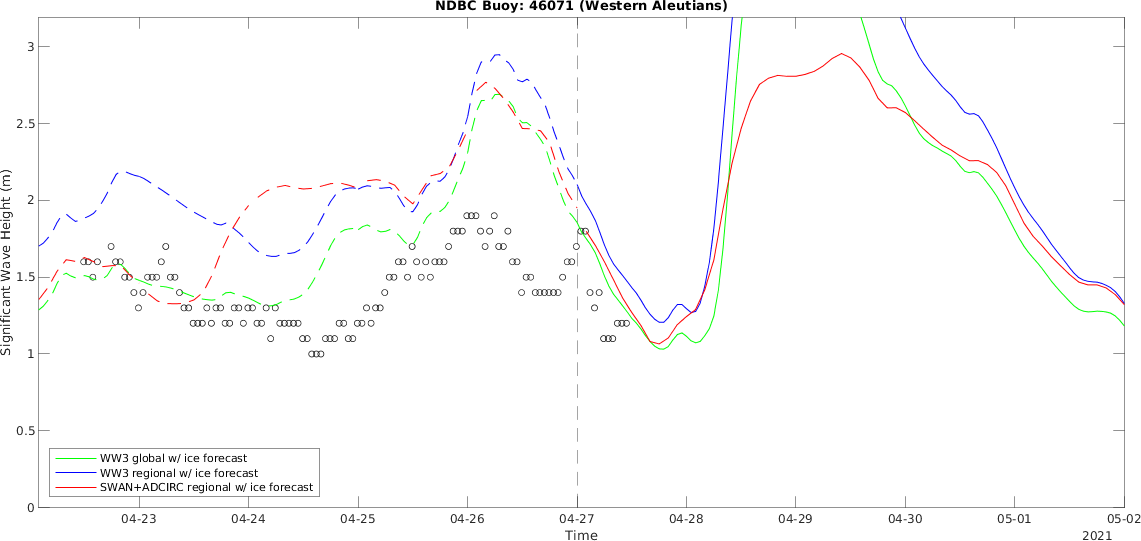 NDBC Buoy: 46071 (Western Aleutians)
3
2.5
2
1.5
1
0.5
0
Significant Wave Height (m)
WW3 global w/ ice forecast
WW3 regional w/ ice forecast
SWAN+ADCIRC regional w/ ice forecast
04-23 04-24 04-25 04-26 04-27 04-28 04-29 04-30 05-01 05-02
Time
2021